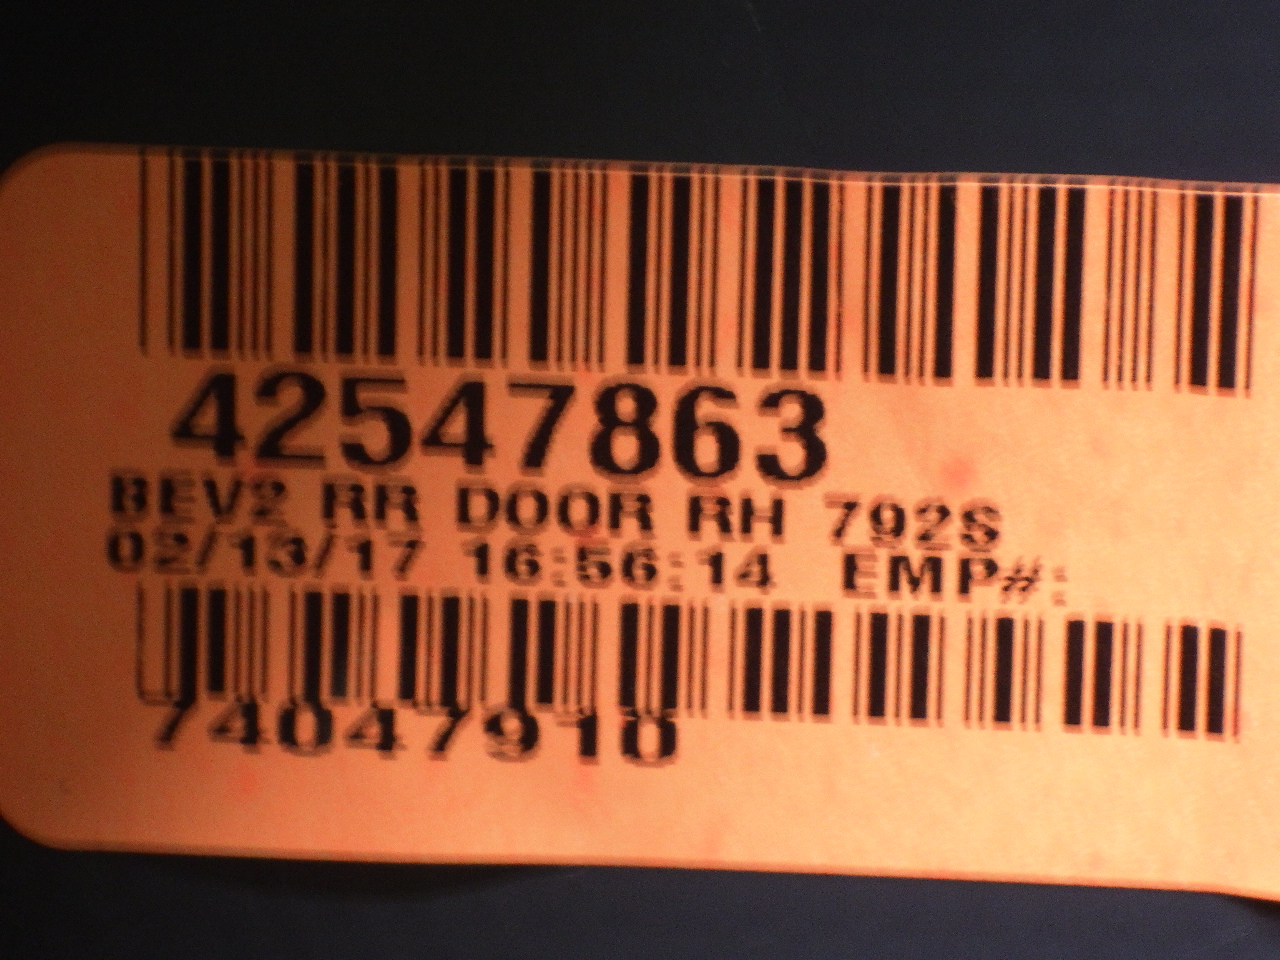 42547863
BEV2 RR DOOR RH 792S
02/13/17 16:56:14 EMP#:
74047910